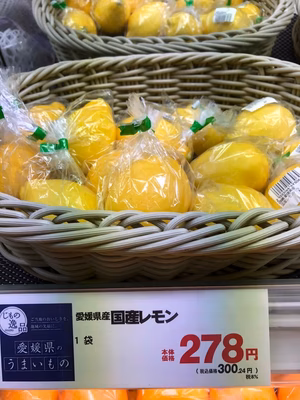 じもの
逸品
愛媛県の
うまいもの
愛媛県産国産レモン
1 袋
本体
価格
278円
(税込価格300.24円)
税8%